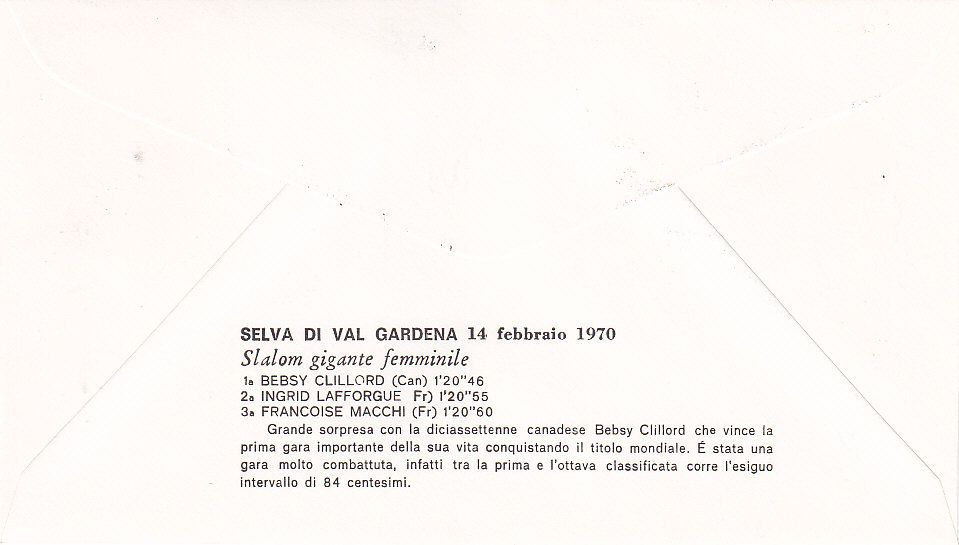 SELVA DI VAL GARDENA 14 febbraio 1970
Slalom gigante femminile
1a BEBSY CLILLORD (Can) 1'20"46
2a INGRID LAFFORGUE Fr) 1'20"55
3a FRANCOISE MACCHI (Fr) 1'20"60
Grande sorpresa con la diciassettenne canadese Bebsy Clillord che vince la
prima gara importante della sua vita conquistando il titolo mondiale. É stata una
gara molto combattuta, infatti tra la prima e l'ottava classificata corre l'esiguo
intervallo di 84 centesimi.